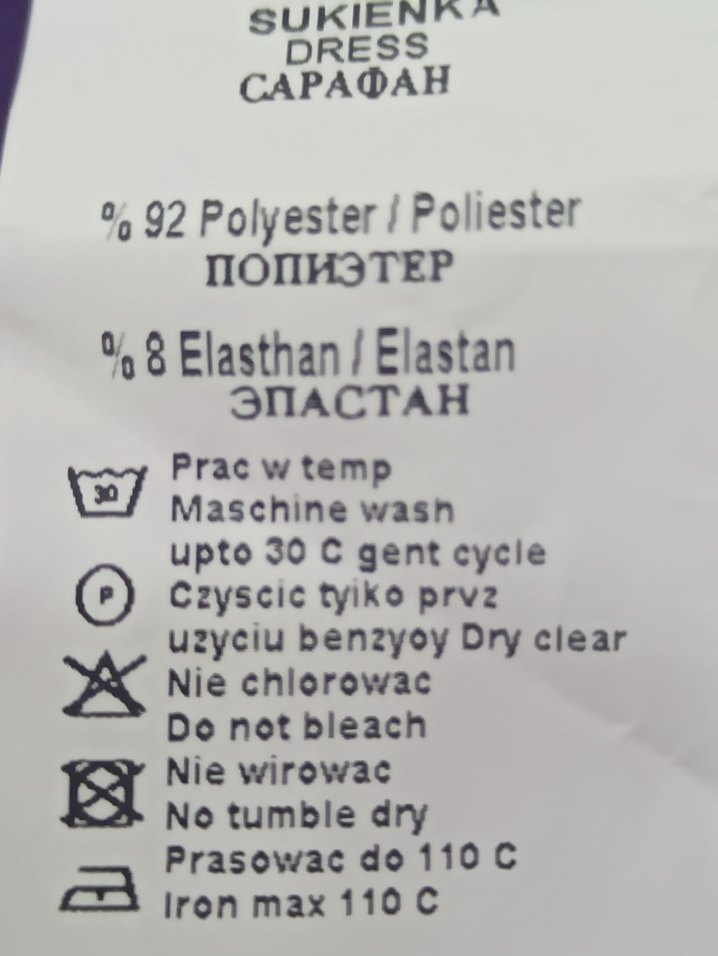 SUKIENKA
DRESS
САРАФАН
% 92 Polyester / Poliester
ПОПИЭТЕР
% 8 Elasthan / Elastan
ЭПАСТАН
30
Prac w temp
Maschine wash
upto 30 C gent cycle
P
Czyscic tyiko prvz
uzyciu benzyoy Dry clear
Nie chlorowac
Do not bleach
Nie wirowac
No tumble dry
Prasowac do 110 C
Iron max 110 C